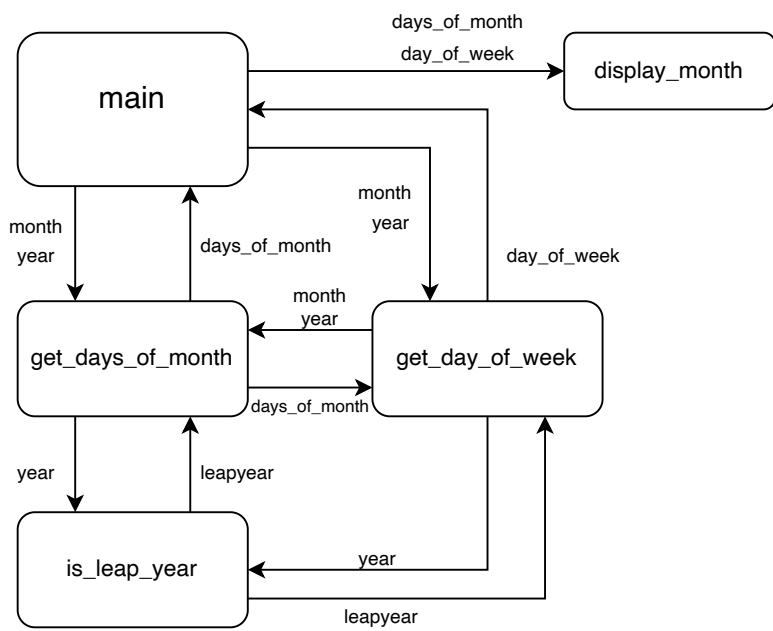 days_of_month
day_of_week
main
display_month
month
year
days_of_month
month
year
day_of_week
month
year
get_days_of_month
get_day_of_week
days_of_month
year
leapyear
is_leap_year
year
leapyear